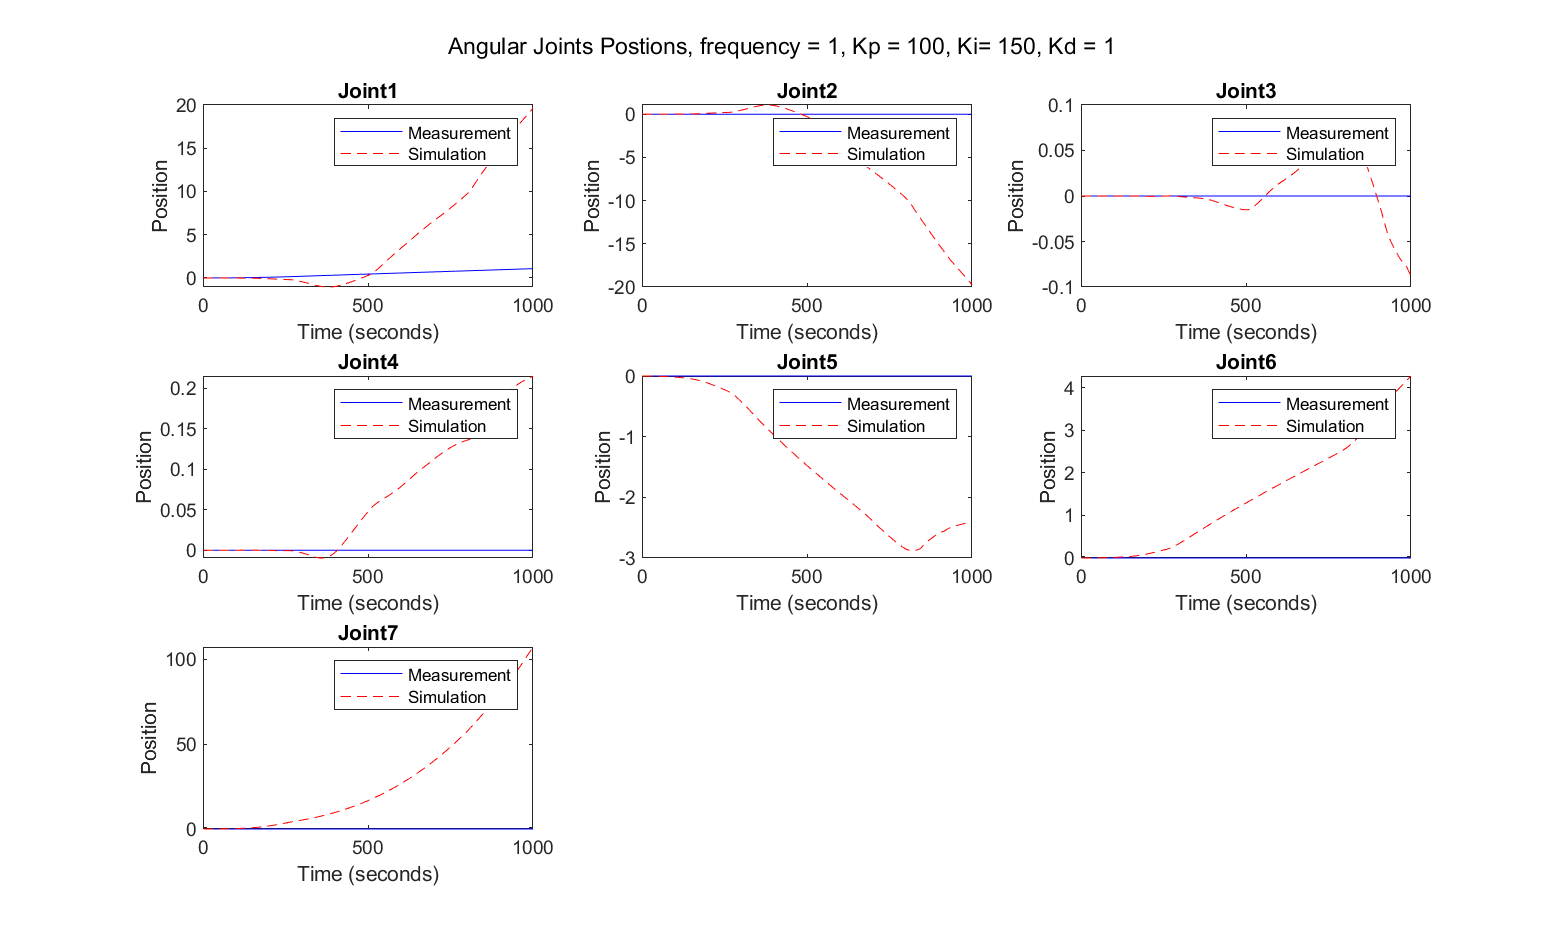 Angular Joints Postions, frequency = 1, Kp = 100, Ki= 150, Kd = 1
Joint1
20
15
10
5
0
Position
Measurement
Simulation
0
500
1000
Time (seconds)
Joint2
0
-5
-10
-15
-20
Position
Measurement
Simulation
0
500
1000
Time (seconds)
Joint3
0.1
0.05
0
-0.05
-0.1
Position
Measurement
Simulation
0
500
1000
Time (seconds)
Joint4
0.2
0.15
0.1
0.05
0
Position
Measurement
Simulation
0
500
1000
Time (seconds)
Joint5
0
-1
-2
-3
Position
Measurement
Simulation
0
500
1000
Time (seconds)
Joint6
4
3
2
1
0
Position
Measurement
Simulation
0
500
1000
Time (seconds)
Joint7
100
50
0
Position
Measurement
Simulation
0
500
1000
Time (seconds)